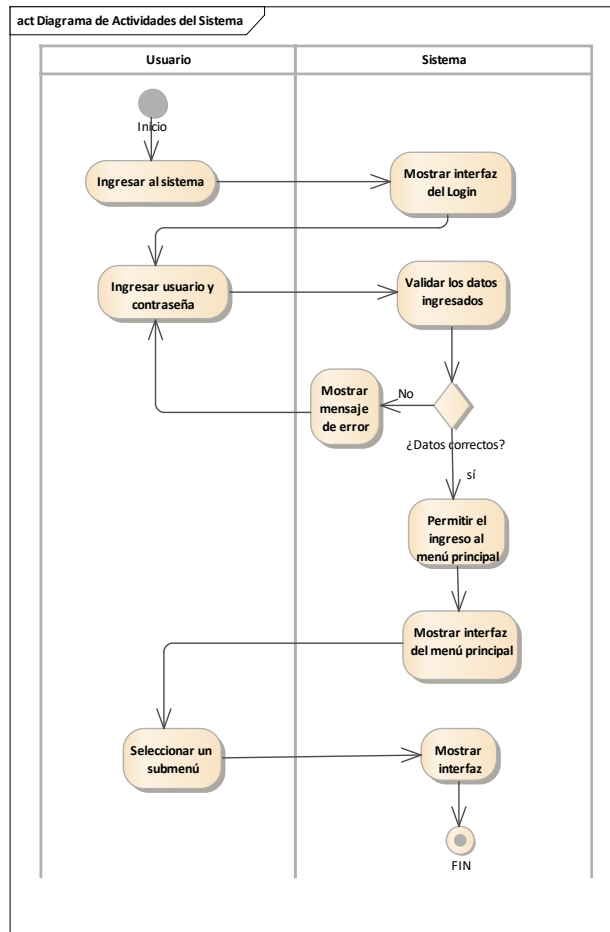 act Diagrama de Actividades del Sistema
Usuario
Sistema
Inicio
Ingresar al sistema
Mostrar interfaz
del Login
Ingresar usuario y
contraseña
Validar los datos
ingresados
Mostrar
mensaje
de error
No
¿Datos correctos?
sí
Permitir el
ingreso al
menú principal
Mostrar interfaz
del menú principal
Seleccionar un
submenú
Mostrar
interfaz
FIN